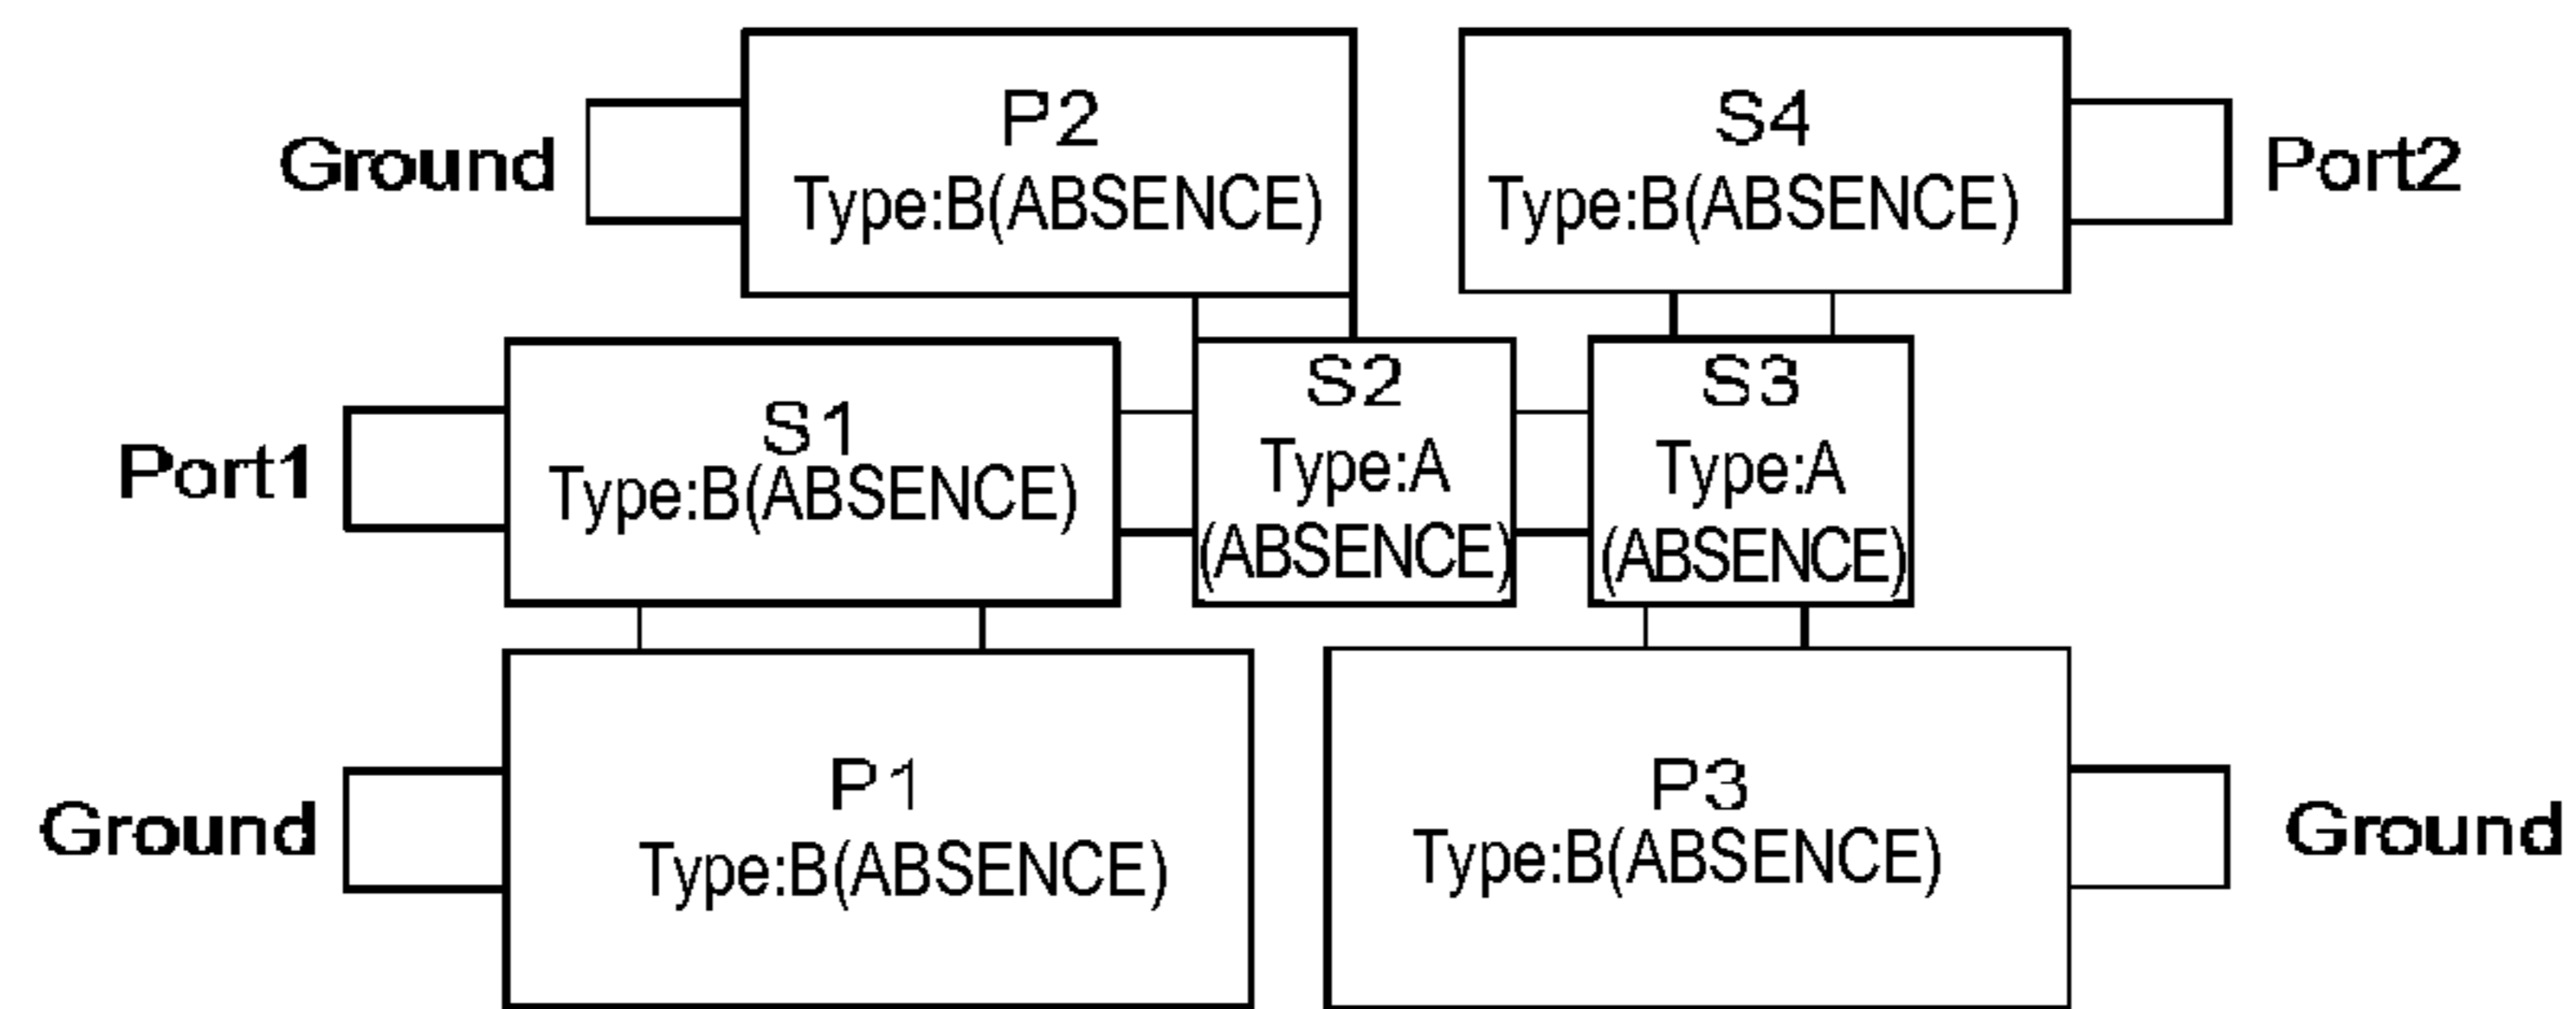 P2
Type:B(ABSENCE)
Ground
S4
Type:B(ABSENCE)
Port2
Port1
S1
Type:B(ABSENCE)
S2
Type:A
(ABSENCE)
S3
Type:A
(ABSENCE)
Ground
P1
Type:B(ABSENCE)
P3
Type:B(ABSENCE)
Ground